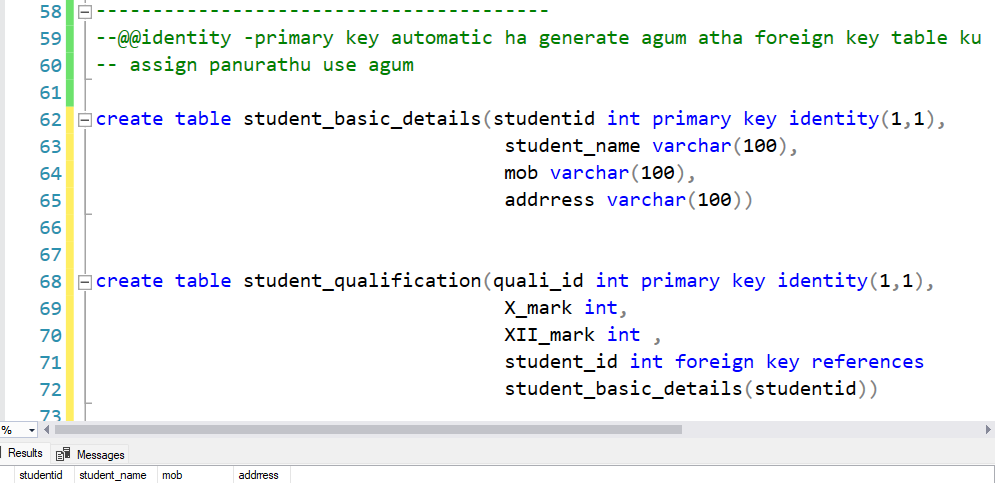 58 ----------------------------------------
59 --@@identity -primary key automatic ha generate agum atha foreign key table ku
60 -- assign panurathu use agum
61
62 create table student_basic_details(studentid int primary key identity(1,1),
63 student_name varchar(100),
64 mob varchar(100),
65 addrress varchar(100))
66
67
68 create table student_qualification(quali_id int primary key identity(1,1),
69 X_mark int,
70 XII_mark int ,
71 student_id int foreign key references
72 student_basic_details(studentid))
73
%
Results Messages
studentid student_name mob addrress